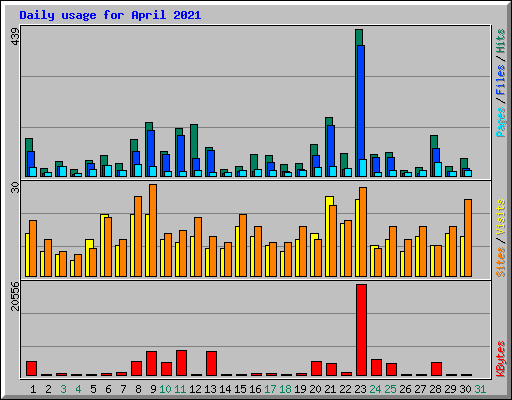 Daily usage for April 2021
439
Pages / Files / Hits
30
Sites / Visits
20556
KBytes
1 2 3 4 5 6 7 8 9 10 11 12 13 14 15 16 17 18 19 20 21 22 23 24 25 26 27 28 29 30 31